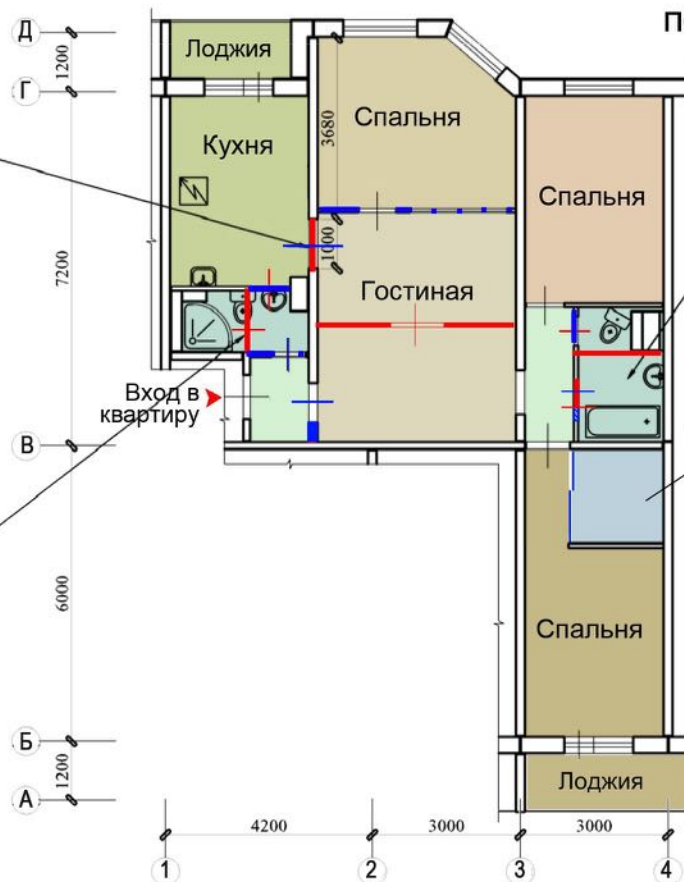 П
Д
Лоджия
1200
Г
Кухня
Спальня
3680
Спальня
7200
1000
Гостиная
Вход в
квартиру
В
6000
Спальня
Б
1200
Лоджия
А
4200
3000
3000
1
2
3
4